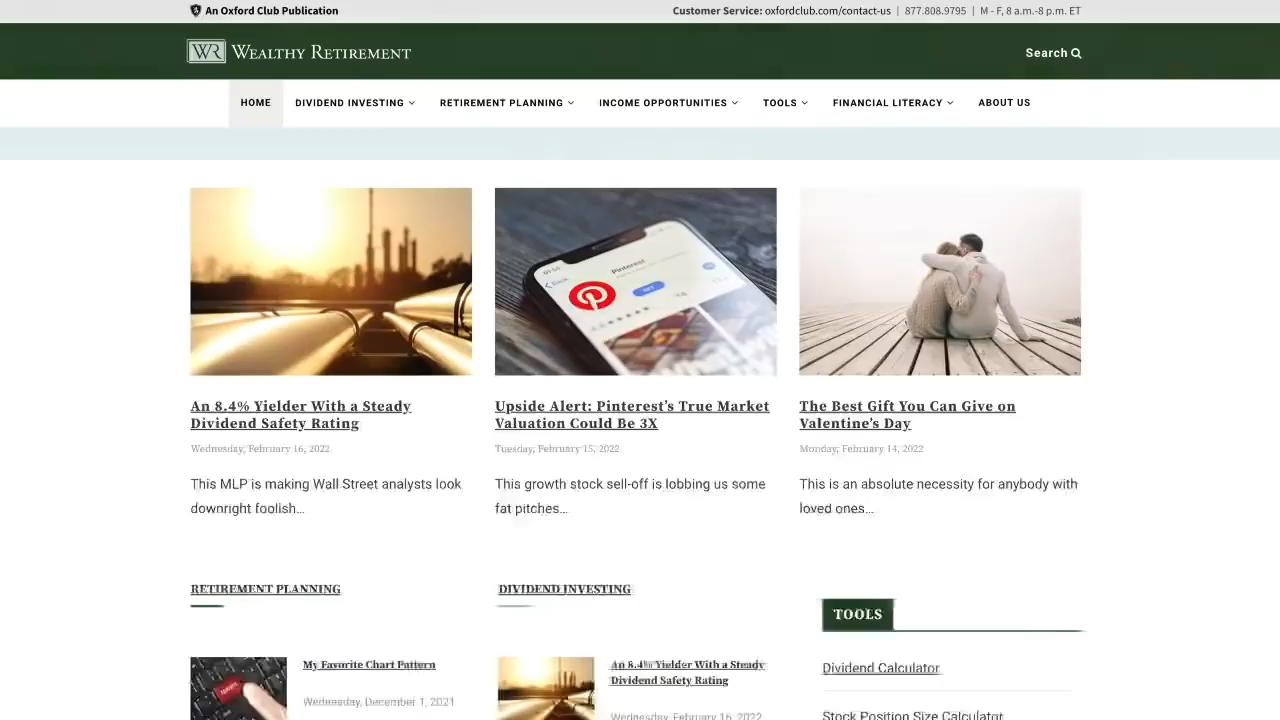 An Oxford Club Publication
Customer Service: oxfordclub.com/contact-us | 877.808.9795 | M - F, 8 a.m.-8 p.m. ET
WR WEALTHY RETIREMENT
Search
HOME
DIVIDEND INVESTING
RETIREMENT PLANNING
INCOME OPPORTUNITIES
TOOLS
FINANCIAL LITERACY
ABOUT US
Pinterest
An 8.4% Yielder With a Steady
Dividend Safety Rating
Wednesday, February 16, 2022
This MLP is making Wall Street analysts look
downright foolish...
Upside Alert: Pinterest's True Market
Valuation Could Be 3X
Tuesday, February 15, 2022
This growth stock sell-off is lobbing us some
fat pitches...
The Best Gift You Can Give on
Valentine's Day
Monday, February 14, 2022
This is an absolute necessity for anybody with
loved ones...
RETIREMENT PLANNING
My Favorite Chart Pattern
Wednesday, December 1, 2021
DIVIDEND INVESTING
An 8.4% Yielder With a Steady
Dividend Safety Rating
Wednesday, February 16, 2022
TOOLS
Dividend Calculator
Stock Position Size Calculator